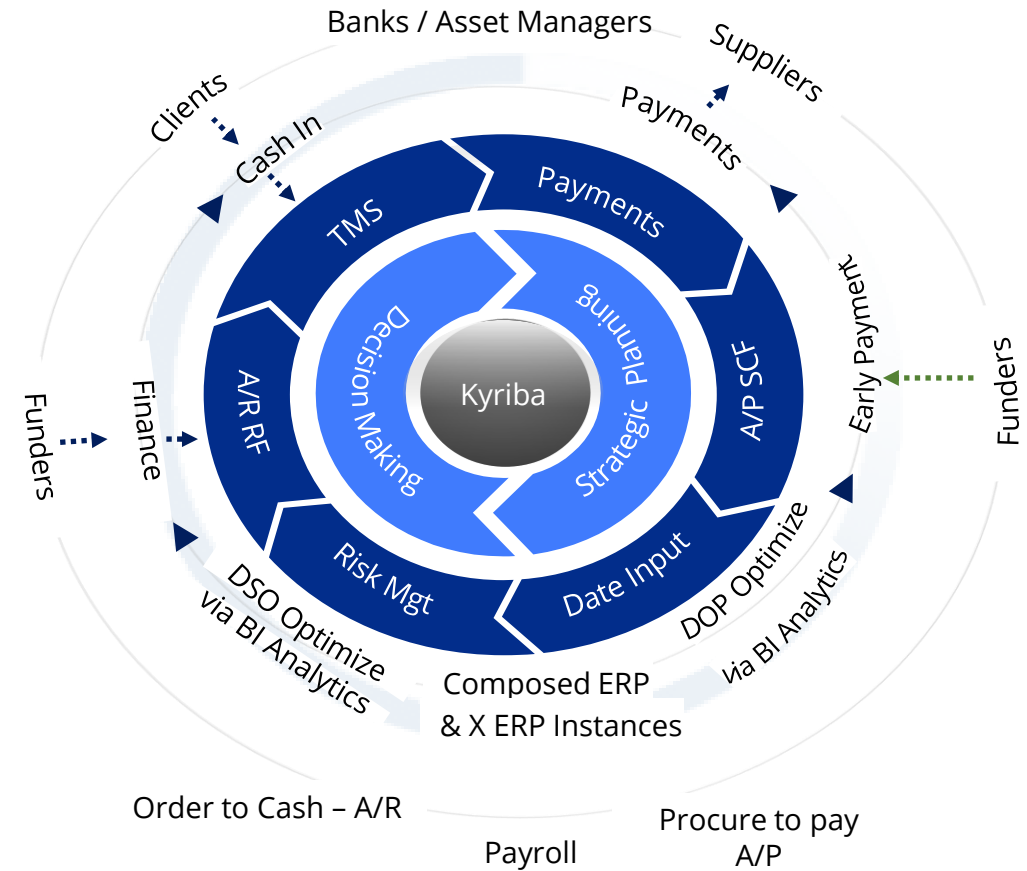 Banks / Asset Managers
Suppliers
Clients
Payments
Cash In
Payments
TMS
Early Payment
Planning
Decision Making
Funders
A/P SCF
A/R RF
Finance
Funders
Kyriba
Strategic
Risk Mgt
Date Input
DOP Optimize
via BI Analytics
DSO Optimize
via BI Analytics
Composed ERP
& X ERP Instances
Order to Cash – A/R
Procure to pay
A/P
Payroll